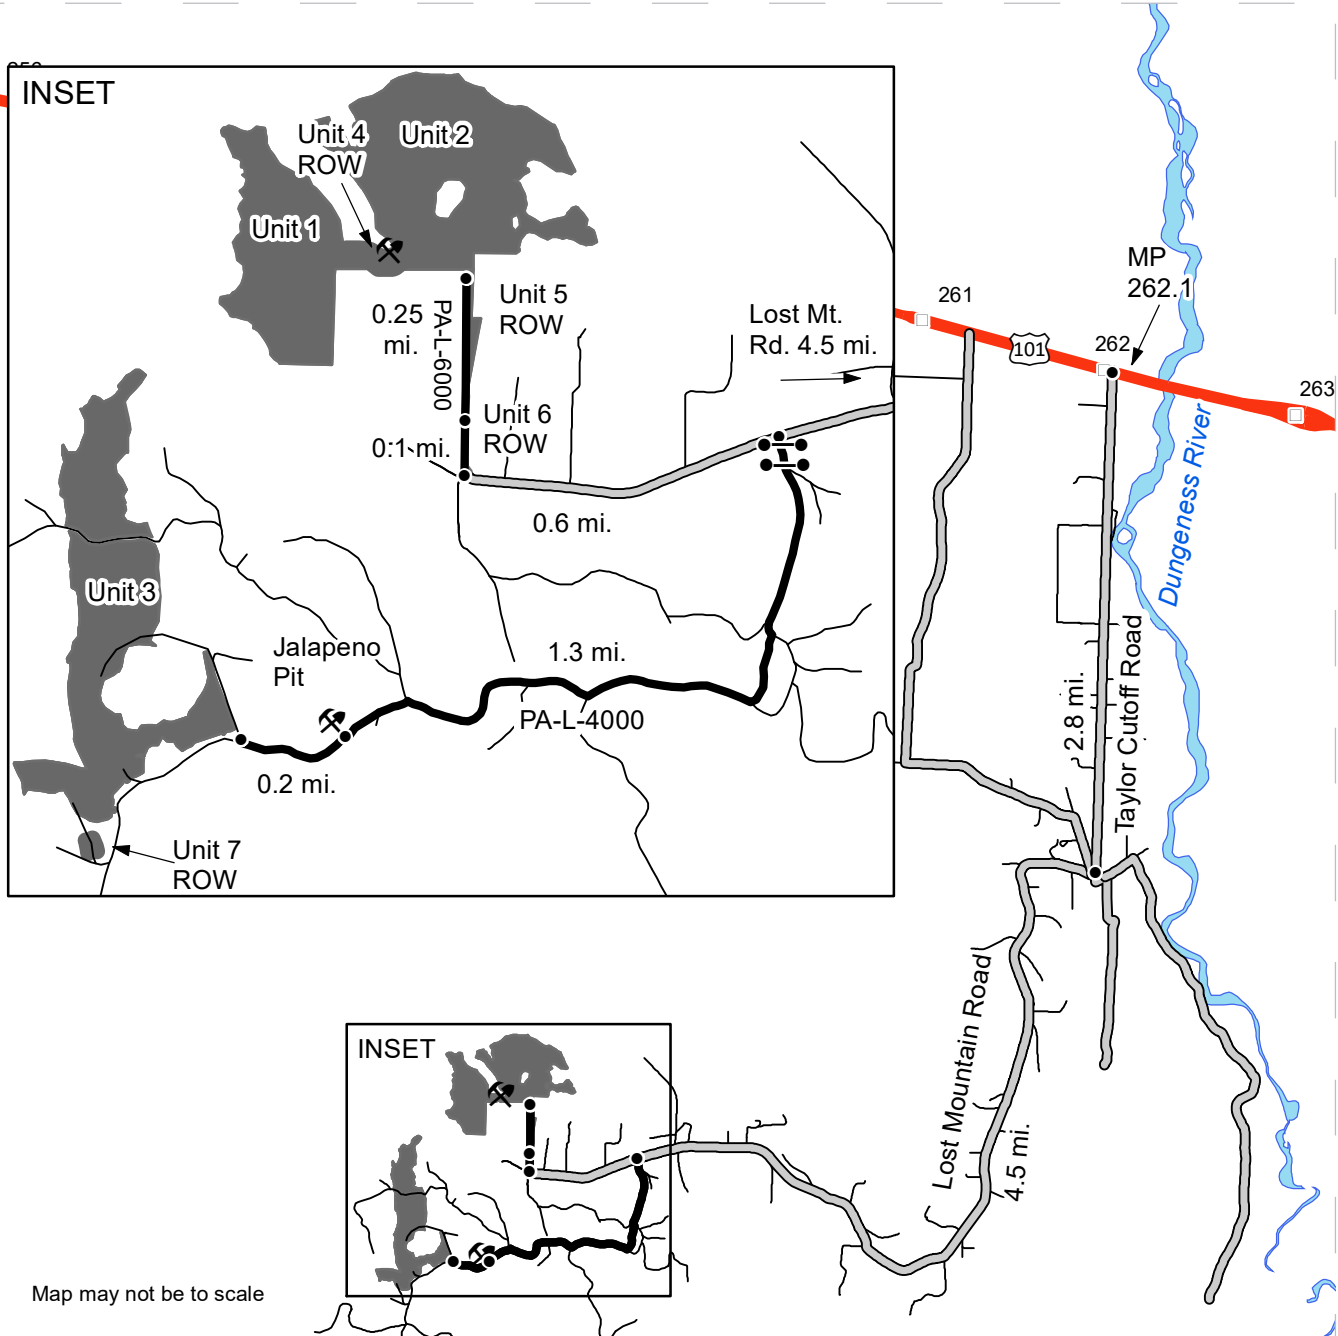 INSET
Unit 4
ROW
Unit 2
Unit 1
0.25
mi.
PA-L-6000
Unit 5
ROW
Lost Mt.
Rd. 4.5 mi.
Unit 6
ROW
0.1 mi.
0.6 mi.
Unit 3
Jalapeno
Pit
1.3 mi.
PA-L-4000
0.2 mi.
Unit 7
ROW
261
101
MP
262.1
262
263
Dungeness River
2.8 mi.
Taylor Cutoff Road
Lost Mountain Road
4.5 mi.
INSET
Map may not be to scale